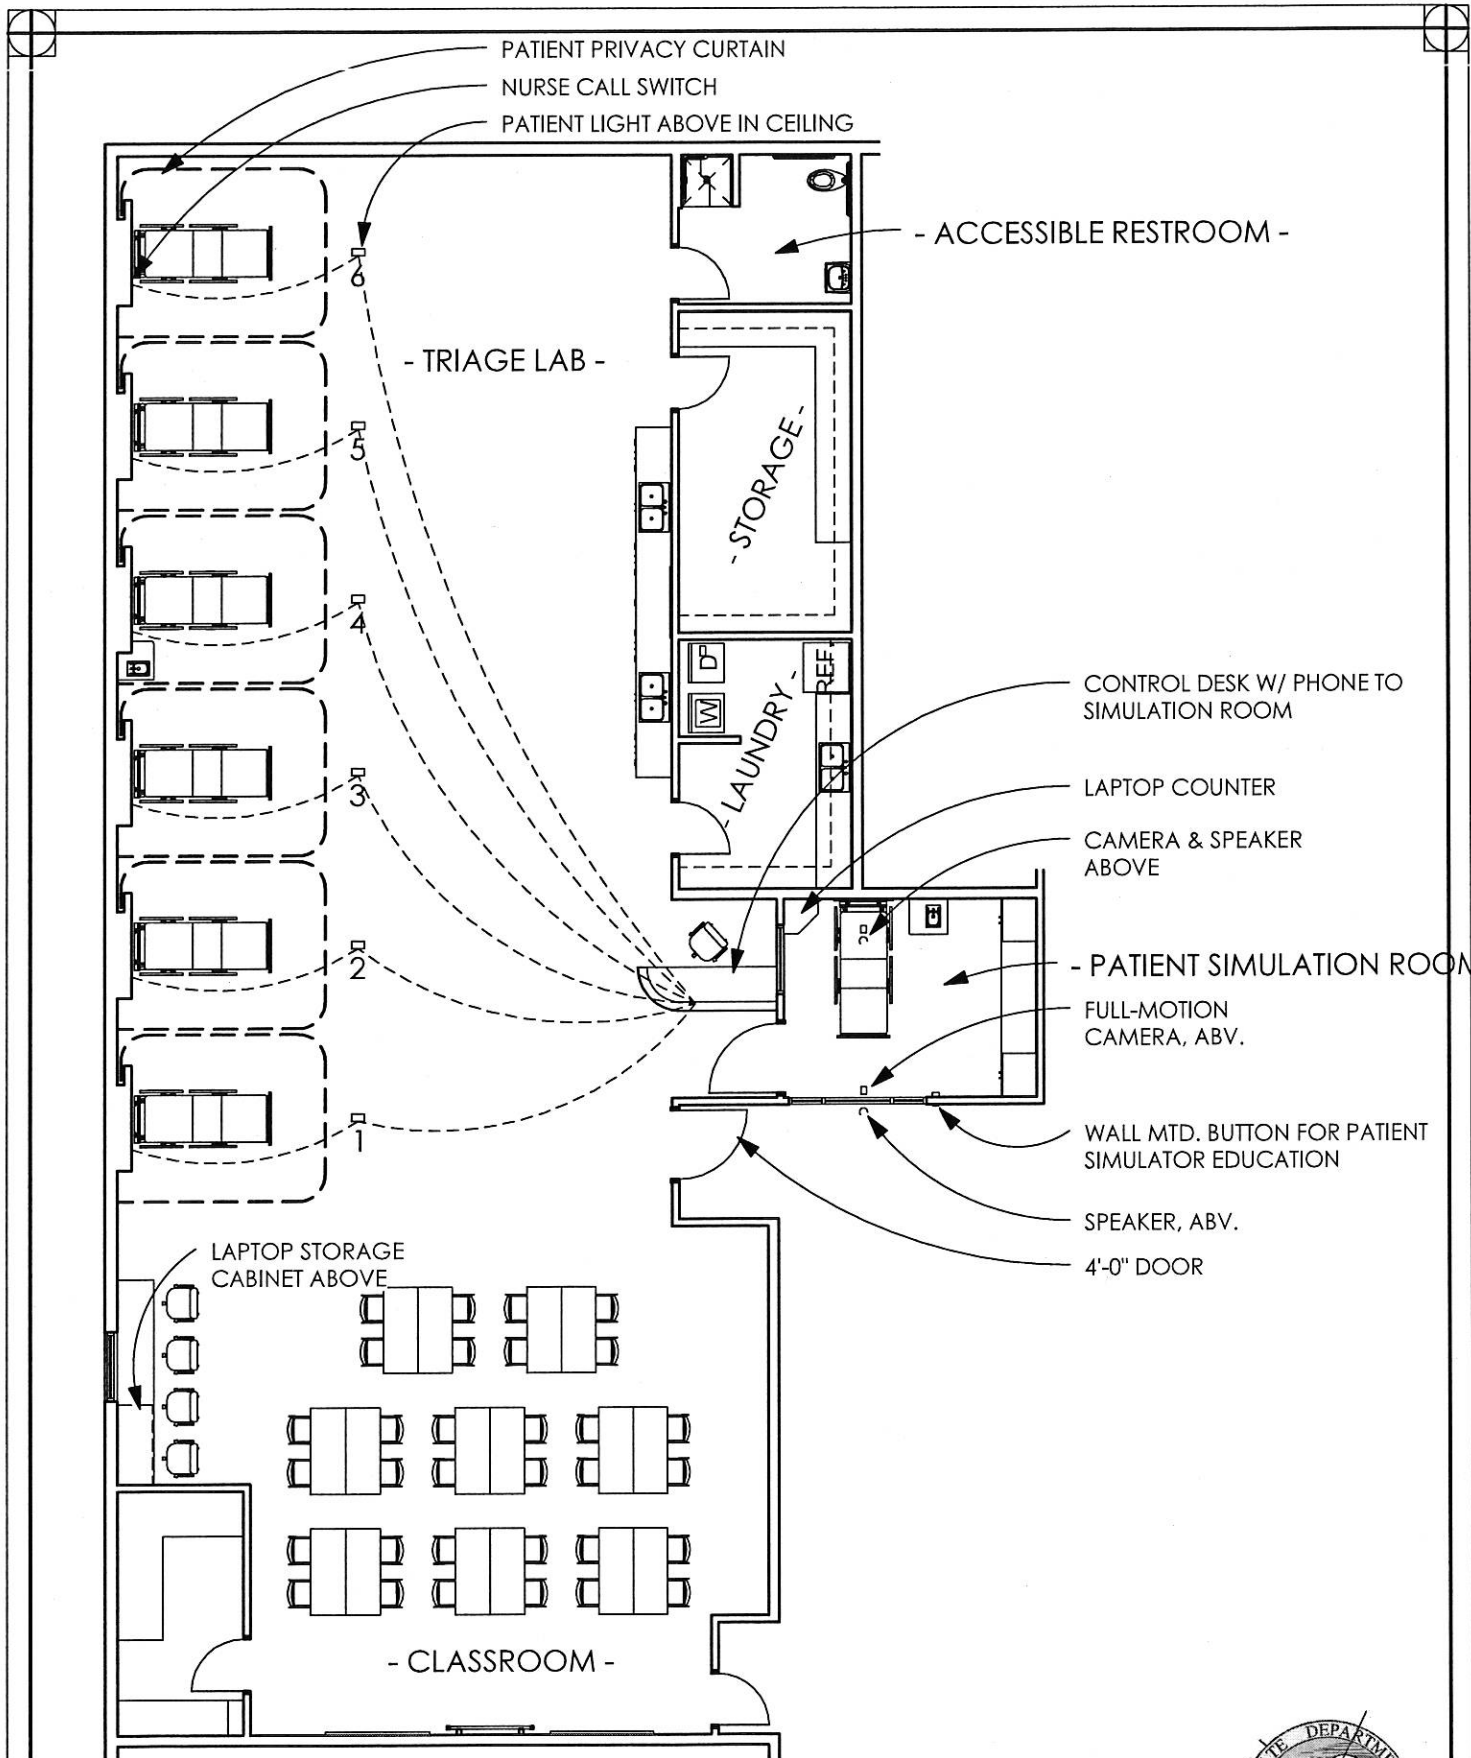 PATIENT PRIVACY CURTAIN
NURSE CALL SWITCH
PATIENT LIGHT ABOVE IN CEILING
- ACCESSIBLE RESTROOM -
6
- TRIAGE LAB -
5
- STORAGE -
4
D
REF.
W
- LAUNDRY -
CONTROL DESK W/ PHONE TO
SIMULATION ROOM
3
LAPTOP COUNTER
CAMERA & SPEAKER
ABOVE
2
- PATIENT SIMULATION ROOM
FULL-MOTION
CAMERA, ABV.
1
WALL MTD. BUTTON FOR PATIENT
SIMULATOR EDUCATION
SPEAKER, ABV.
4'-0" DOOR
LAPTOP STORAGE
CABINET ABOVE
- CLASSROOM -